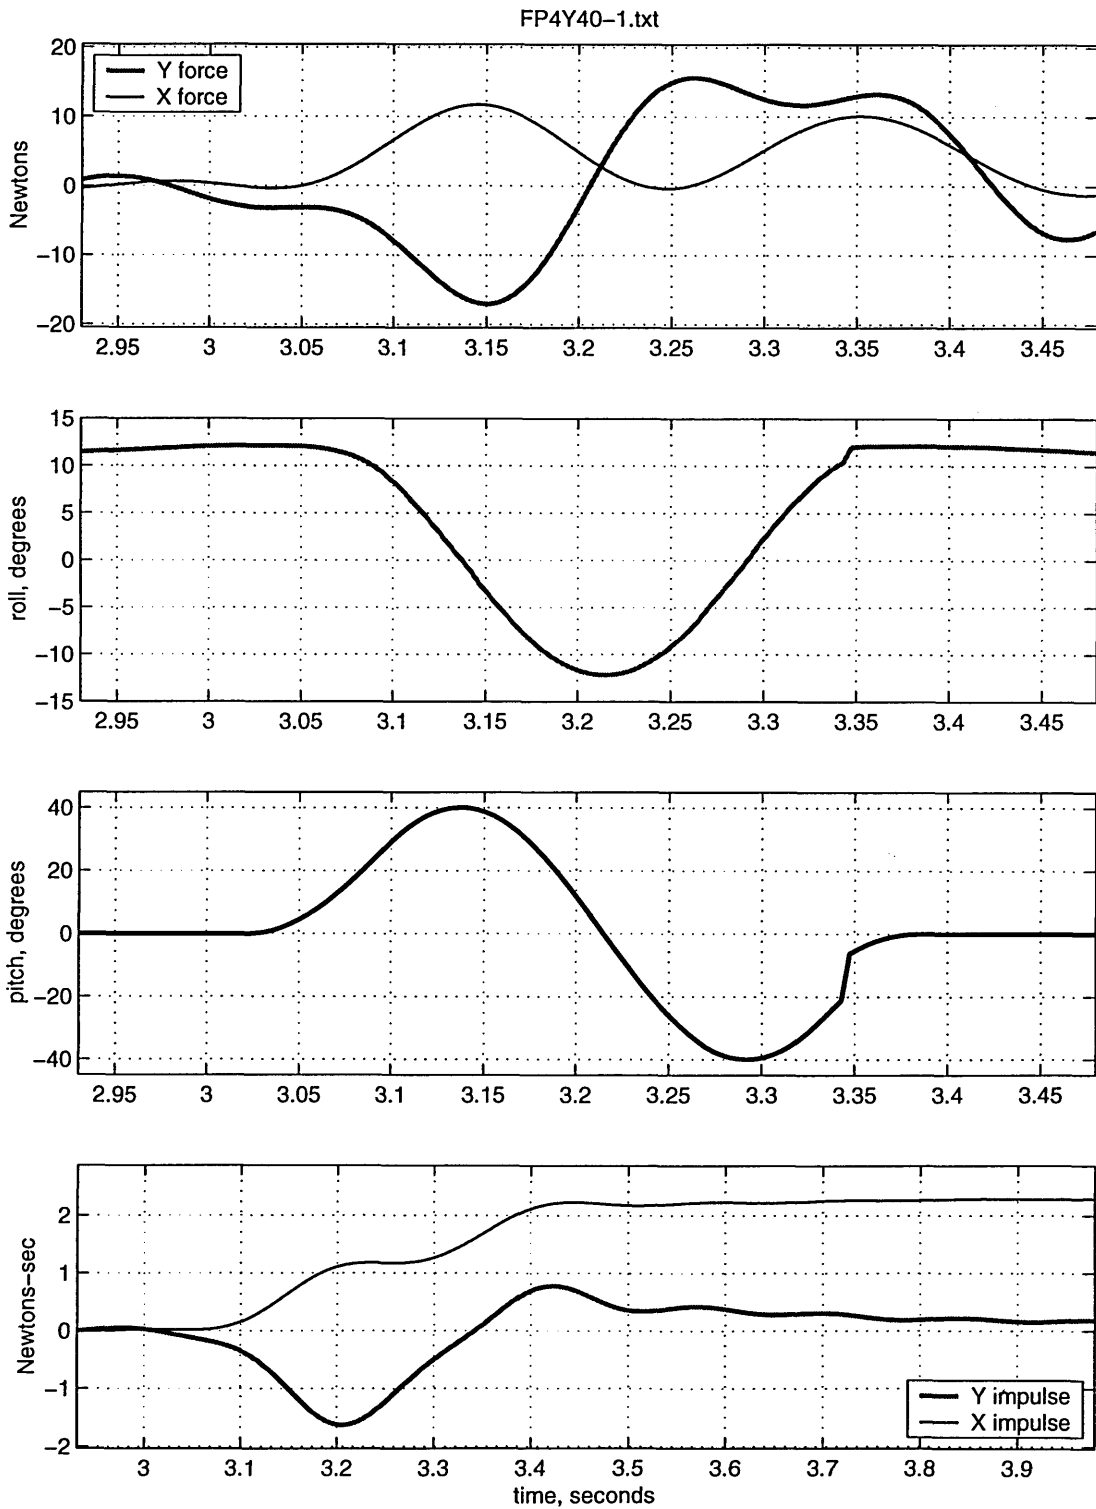 FP4Y40−1.txt
Y force
X force
20
10
0
−10
−20
Newtons
2.95 3 3.05 3.1 3.15 3.2 3.25 3.3 3.35 3.4 3.45
15
10
5
0
−5
−10
−15
roll, degrees
2.95 3 3.05 3.1 3.15 3.2 3.25 3.3 3.35 3.4 3.45
40
20
0
−20
−40
pitch, degrees
2.95 3 3.05 3.1 3.15 3.2 3.25 3.3 3.35 3.4 3.45
2
1
0
−1
−2
Newtons−sec
Y impulse
X impulse
3 3.1 3.2 3.3 3.4 3.5 3.6 3.7 3.8 3.9
time, seconds